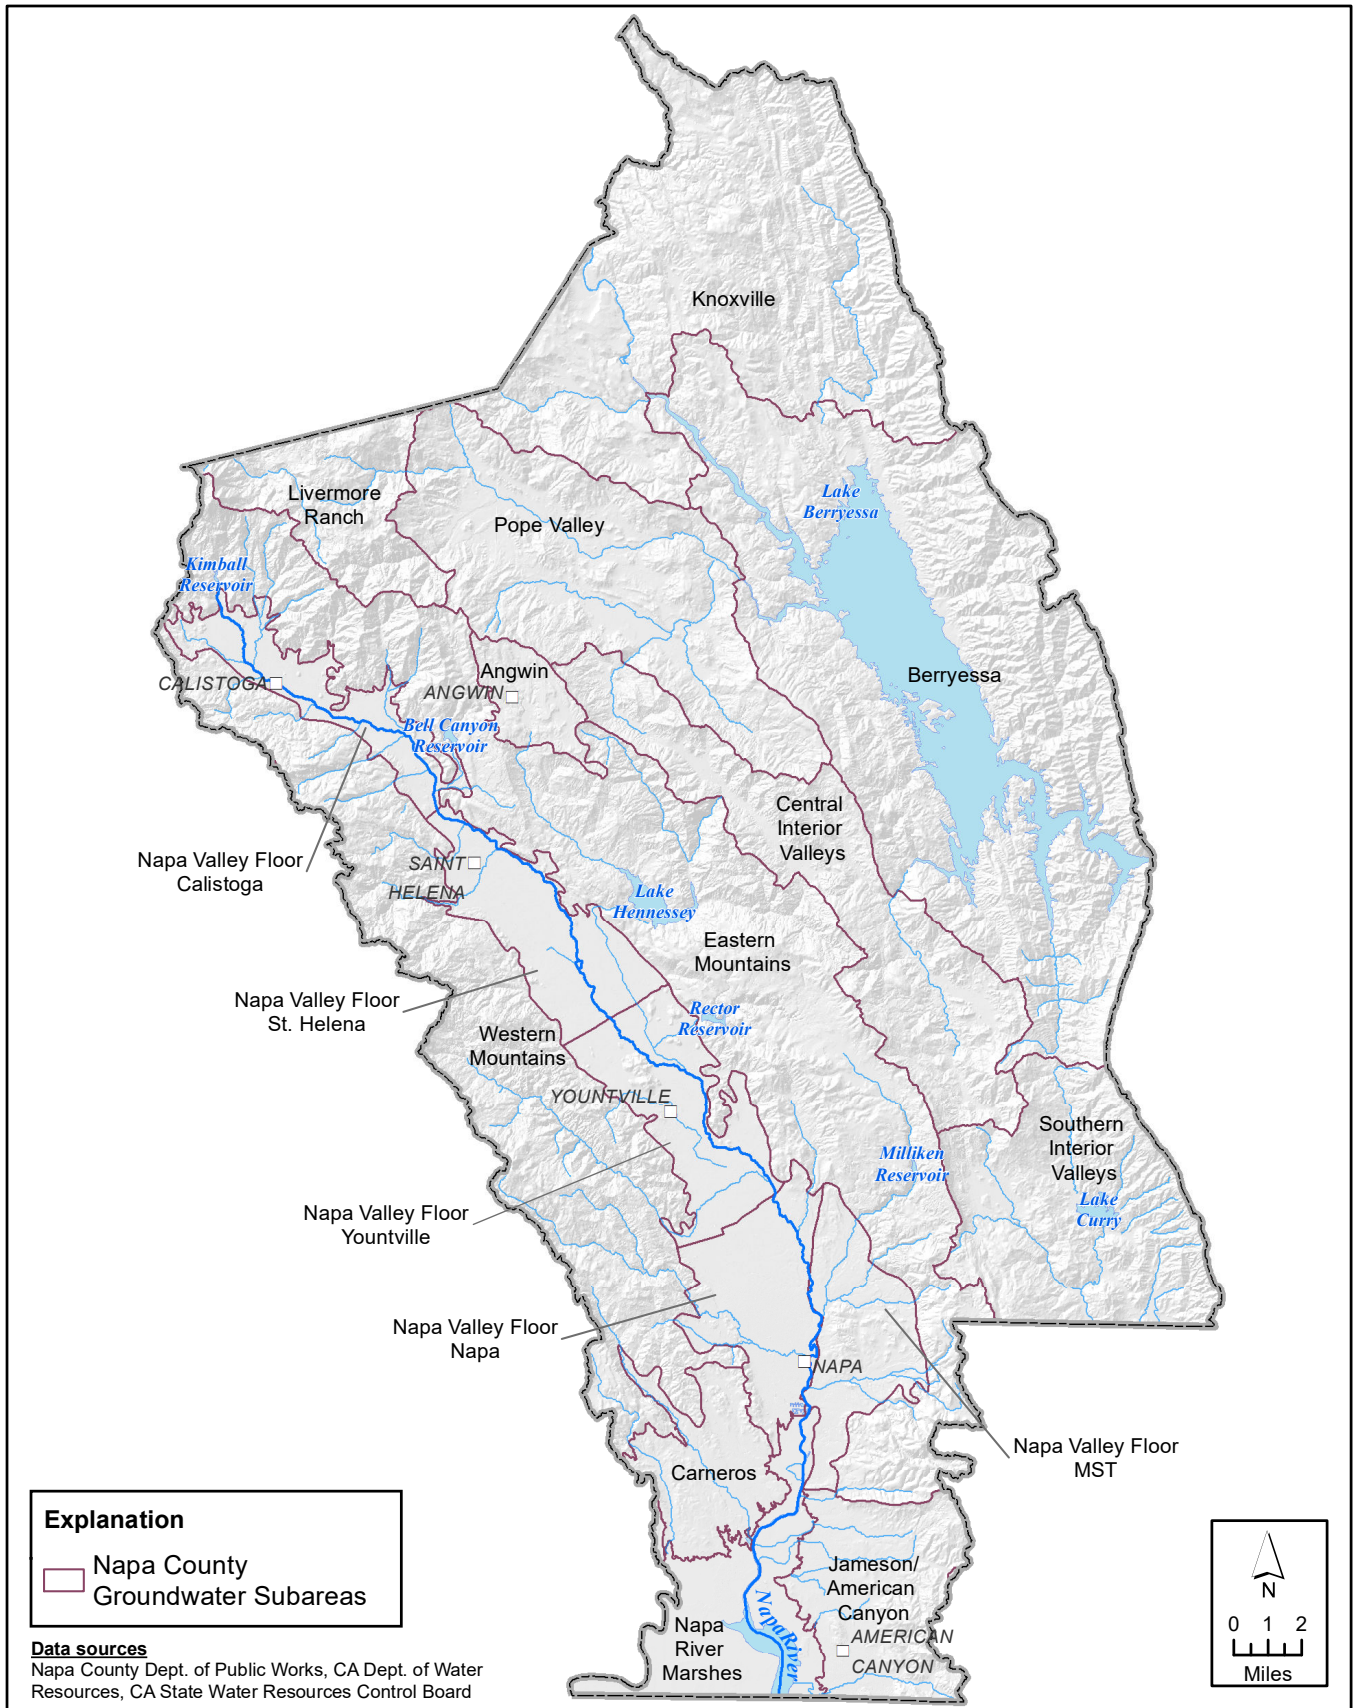 Knoxville
Lake
Berryessa
Livermore
Ranch
Pope Valley
Kimball
Reservoir
Angwin
Berryessa
CALISTOGA
ANGWIN
Bell Canyon
Reservoir
Central
Interior
Valleys
Napa Valley Floor
Calistoga
SAINT
HELENA
Lake
Hennessey
Eastern
Mountains
Napa Valley Floor
St. Helena
Rector
Reservoir
Western
Mountains
YOUNTVILLE
Southern
Interior
Valleys
Milliken
Reservoir
Lake
Curry
Napa Valley Floor
Yountville
Napa Valley Floor
Napa
NAPA
Napa Valley Floor
MST
Carneros
Jameson/
American
Canyon
Napa
River
Marshes
NapaRiver
AMERICAN
CANYON
Explanation
Napa County
Groundwater Subareas
Data sources
Napa County Dept. of Public Works, CA Dept. of Water
Resources, CA State Water Resources Control Board
N
0 1 2
Miles